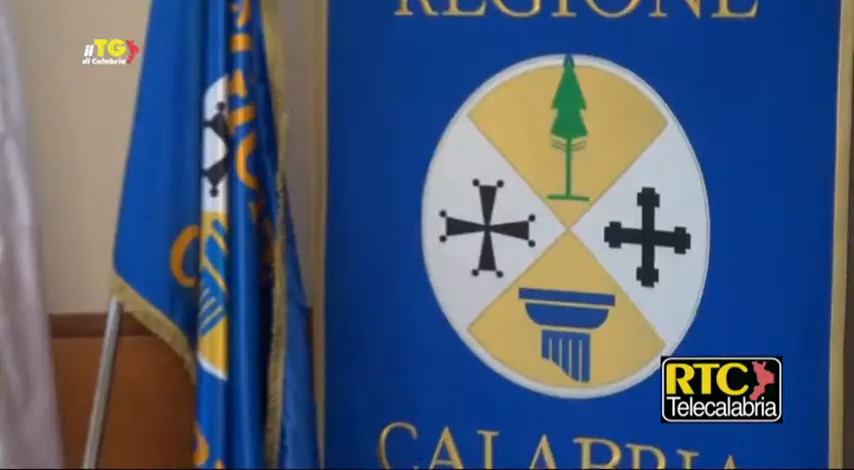 il TG
di Calabria
REGIONE
CALABRIA
RTC
Telecalabria